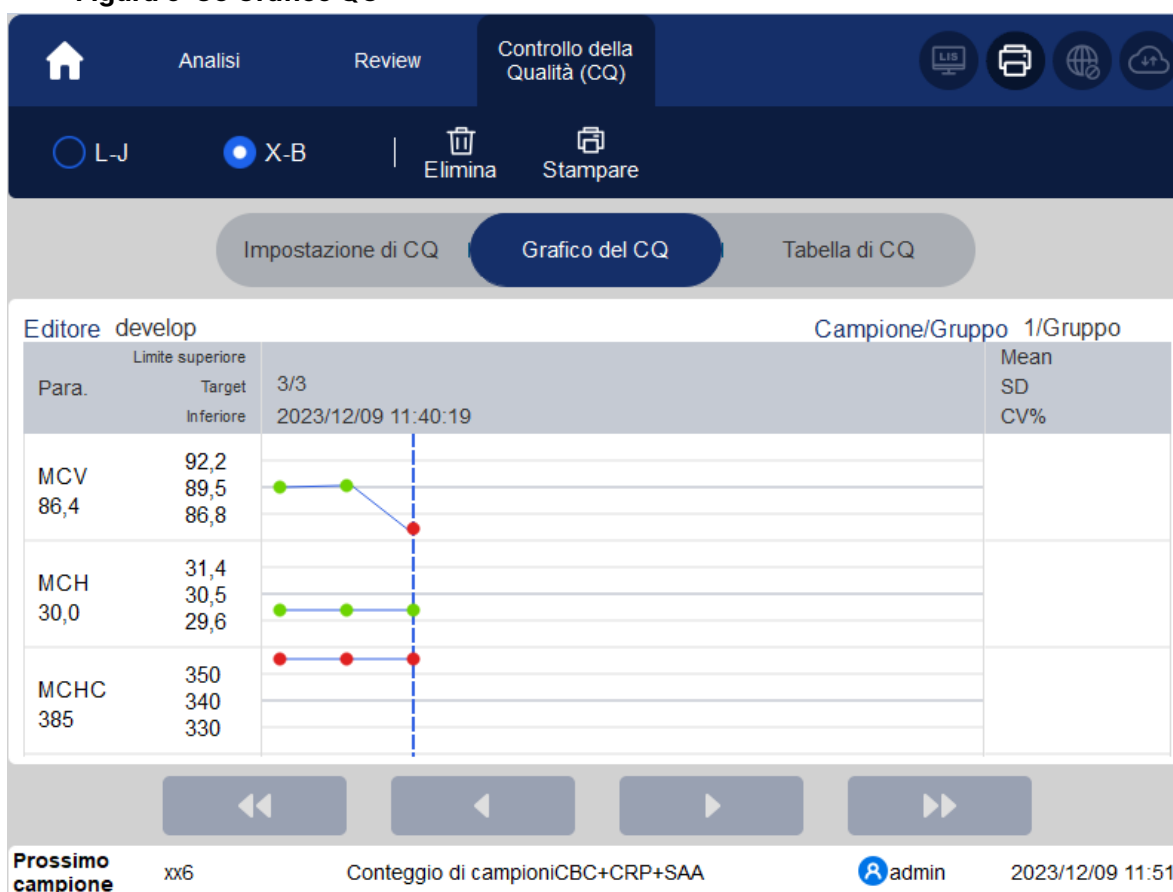 Analisi
Review
Controllo della
Qualità (CQ)
LIS
L-J
X-B
Elimina
Stampare
Impostazione di CQ
Grafico del CQ
Tabella di CQ
Editore develop
Campione/Gruppo 1/Gruppo
Para.
Limite superiore
Target
Inferiore
3/3
2023/12/09 11:40:19
Mean
SD
CV%
MCV
86,4
92,2
89,5
86,8
MCH
30,0
31,4
30,5
29,6
MCHC
385
350
340
330
Prossimo
campione
xx6
Conteggio di campioniCBC+CRP+SAA
admin
2023/12/09 11:51